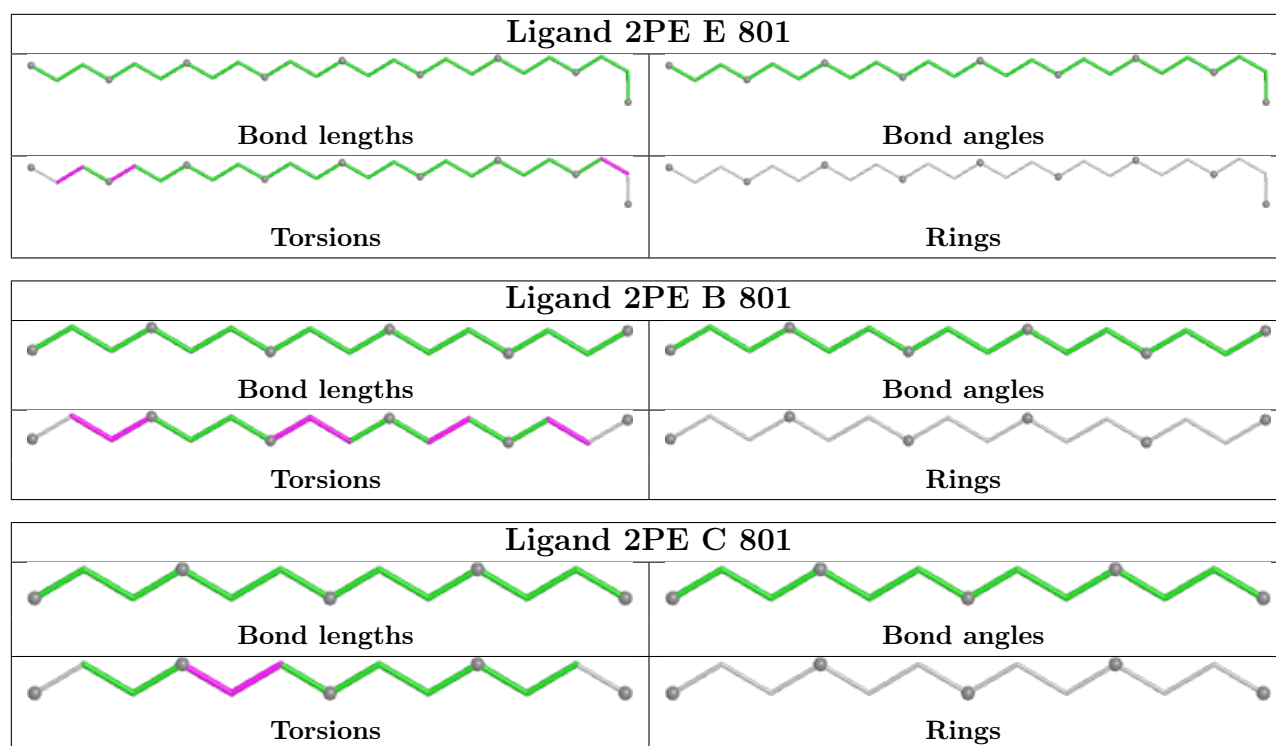 Ligand 2PE E 801
Bond lengths
Bond angles
Torsions
Rings
Ligand 2PE B 801
Bond lengths
Bond angles
Torsions
Rings
Ligand 2PE C 801
Bond lengths
Bond angles
Torsions
Rings